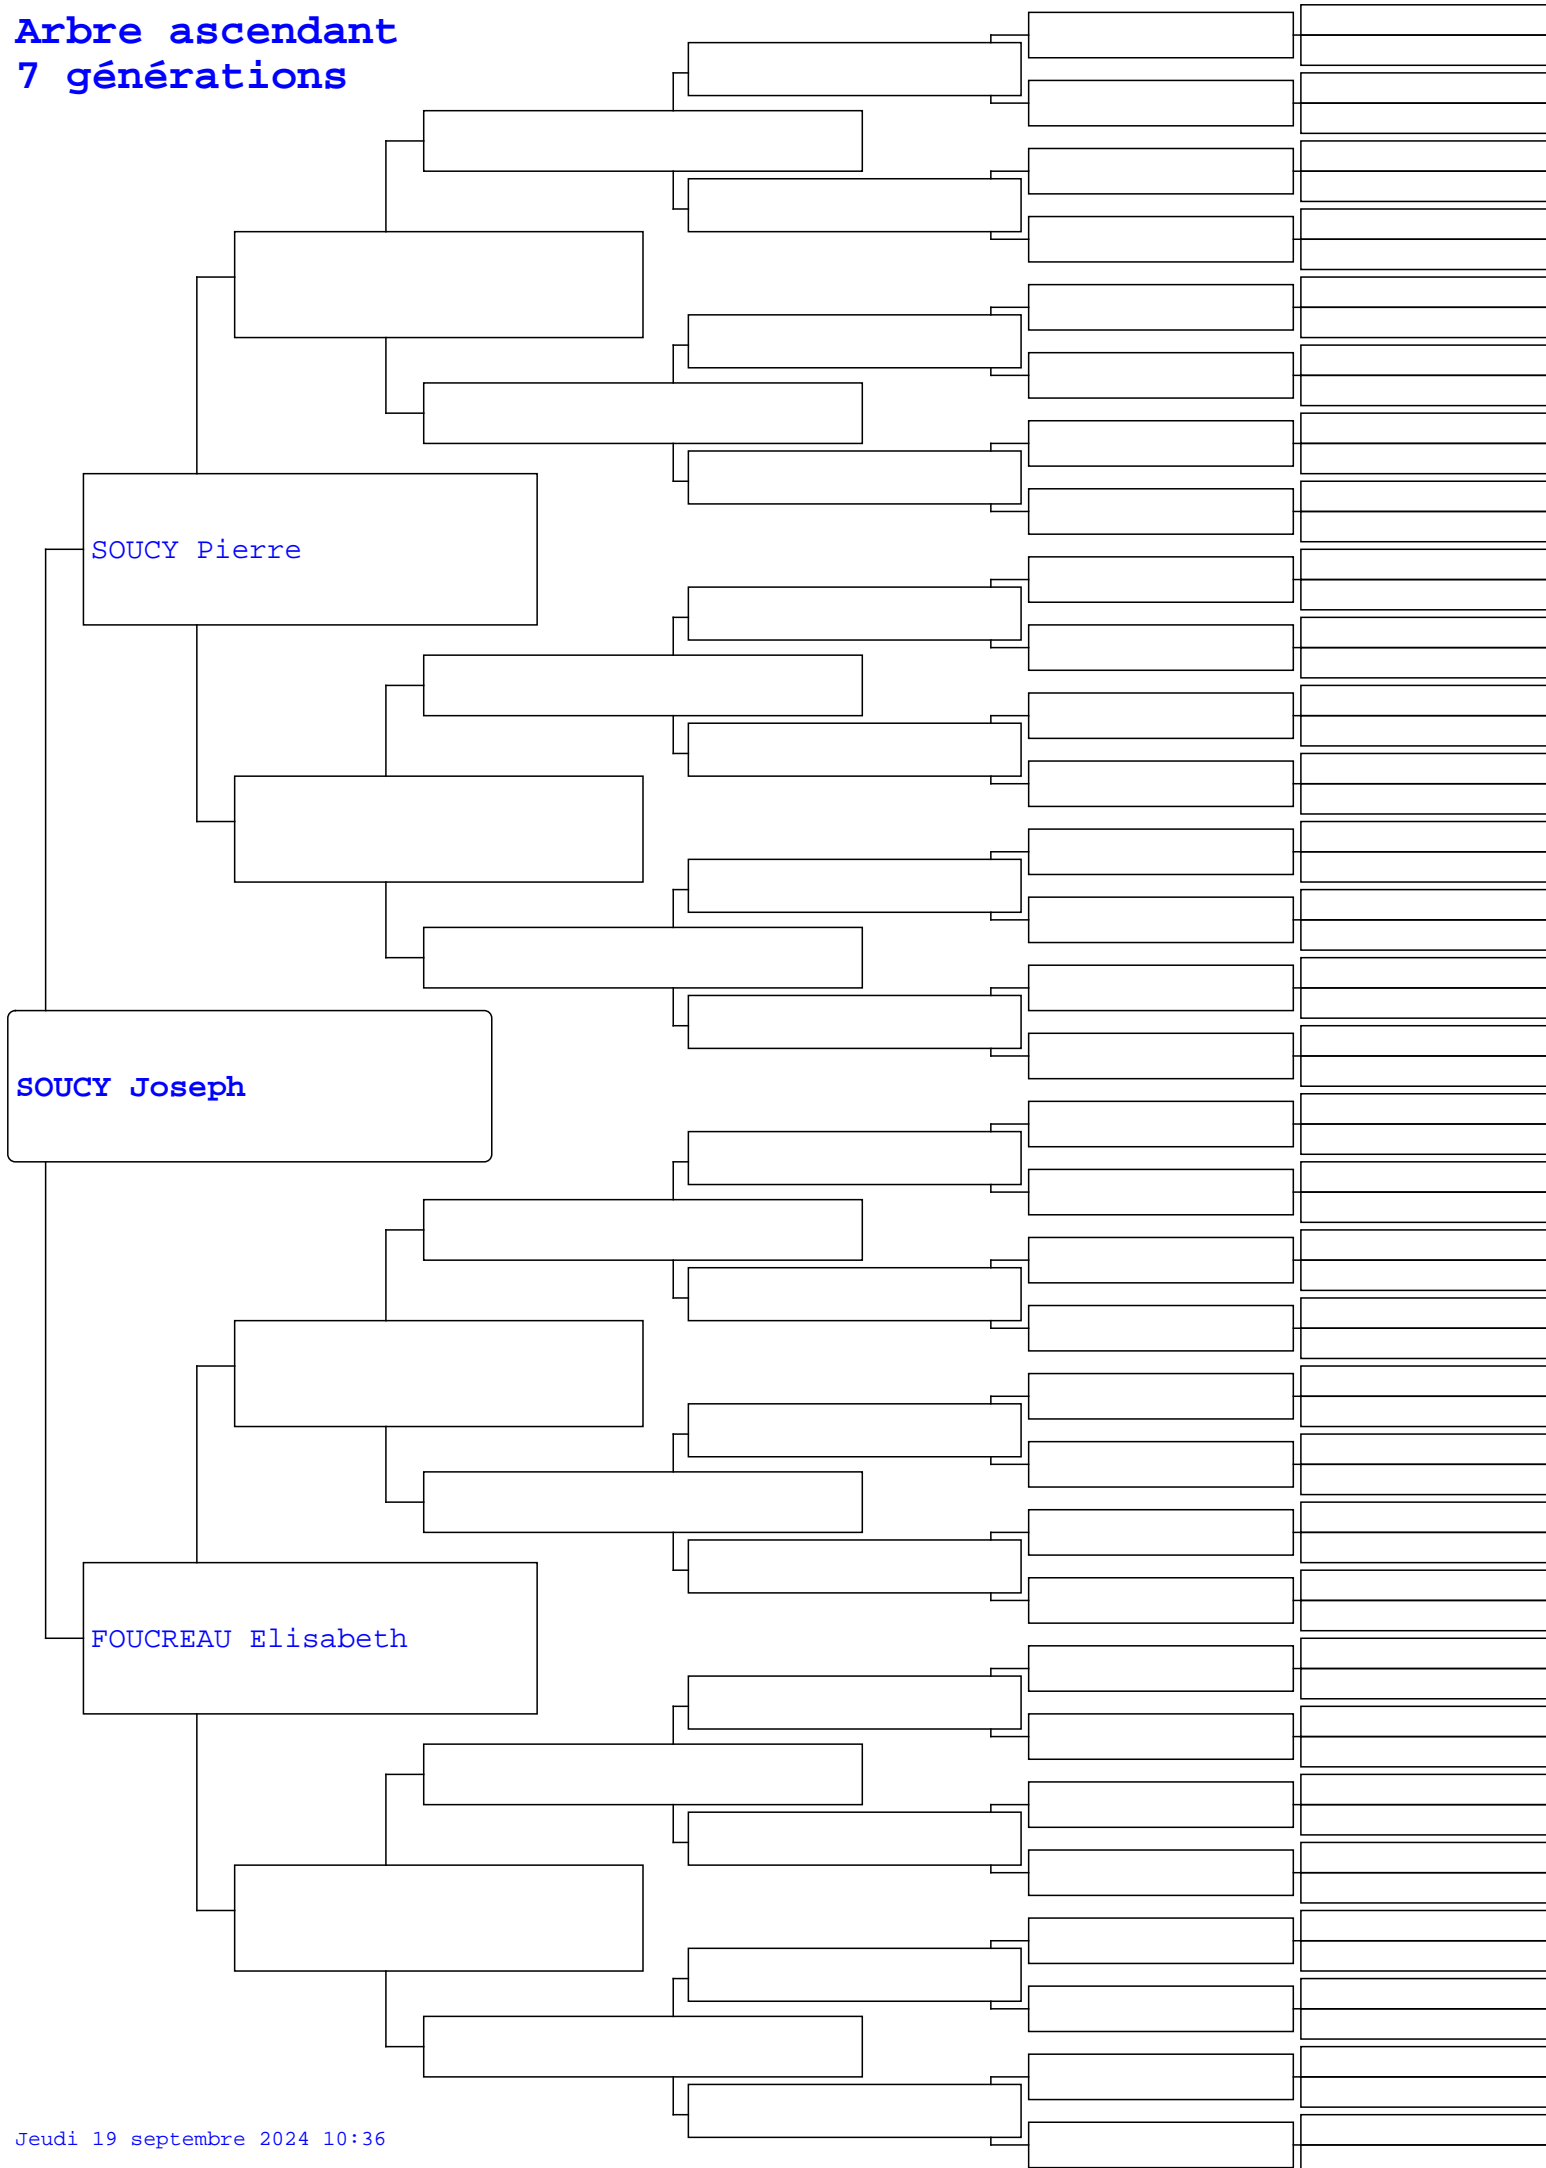 Arbre ascendant
7 générations
SOUCY Pierre
SOUCY Joseph
FOUCREAU Elisabeth
Jeudi 19 septembre 2024 10:36